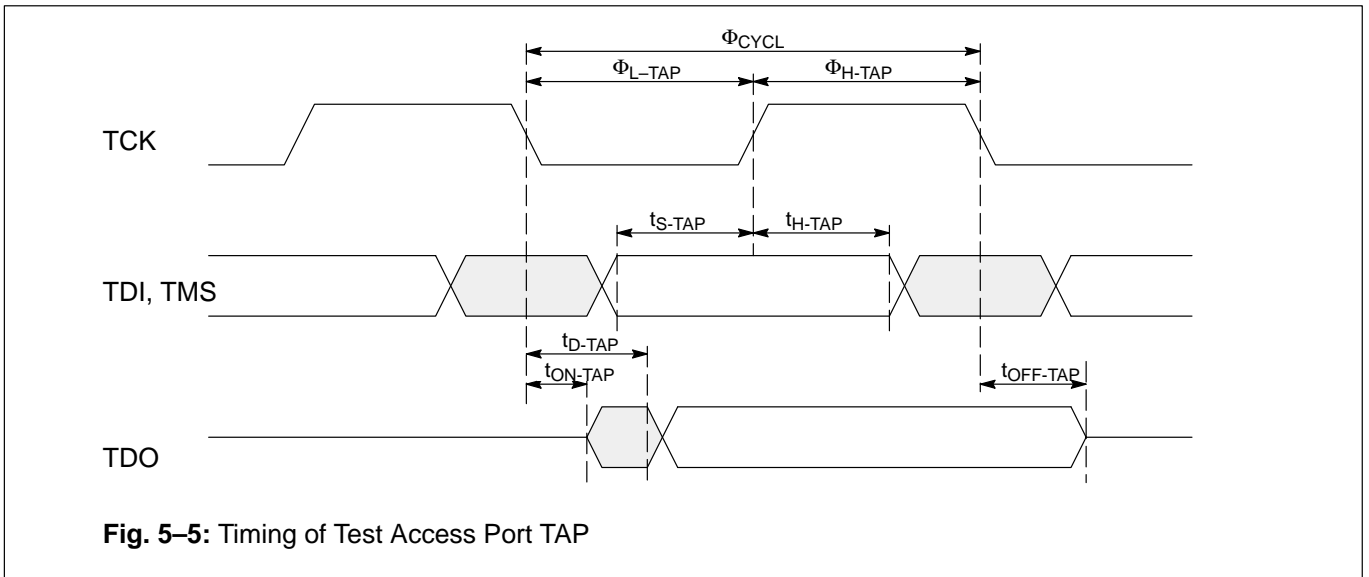 ΦCYCL
ΦL–TAP
ΦH-TAP
TCK
tS-TAP
tH-TAP
TDI, TMS
tD-TAP
tON-TAP
tOFF-TAP
TDO
Fig. 5–5: Timing of Test Access Port TAP